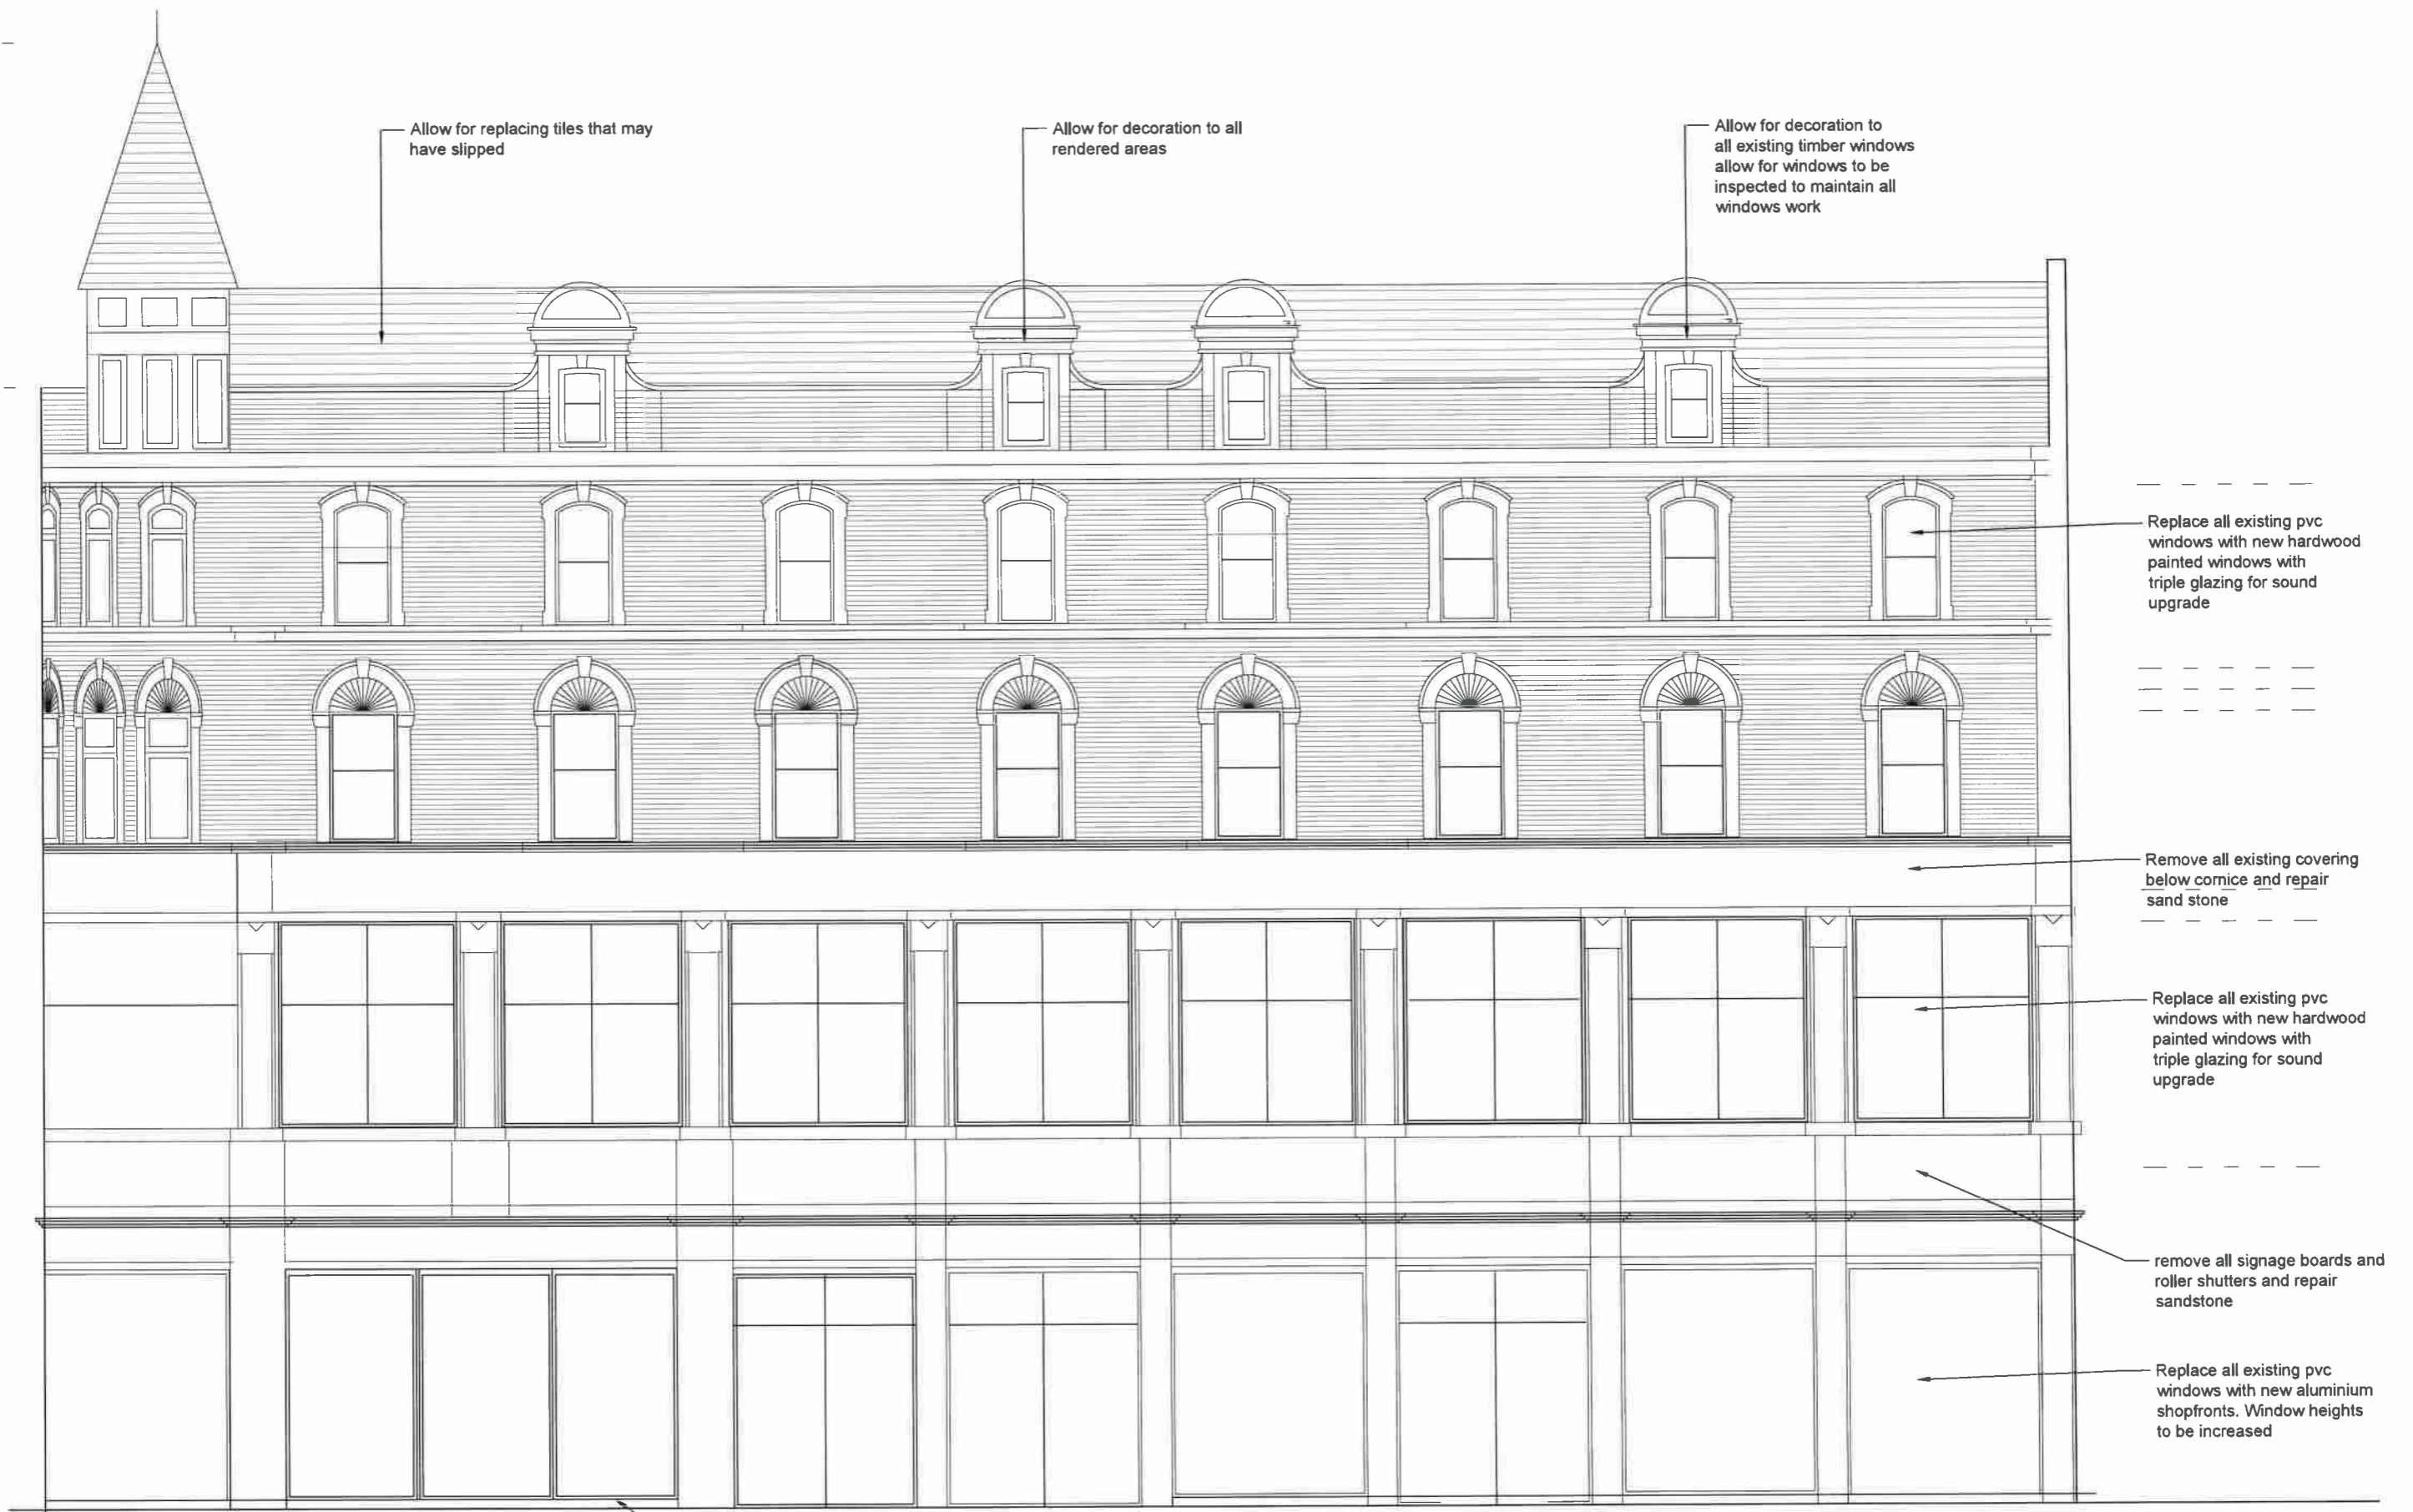 Allow for replacing tiles that may
have slipped
Allow for decoration to all
rendered areas
Allow for decoration to
all existing timber windows
allow for windows to be
inspected to maintain all
windows work
Replace all existing pvc
windows with new hardwood
painted windows with
triple glazing for sound
upgrade
Remove all existing covering
below cornice and repair
sand stone
Replace all existing pvc
windows with new hardwood
painted windows with
triple glazing for sound
upgrade
remove all signage boards and
roller shutters and repair
sandstone
Replace all existing pvc
windows with new aluminium
shopfronts. Window heights
to be increased